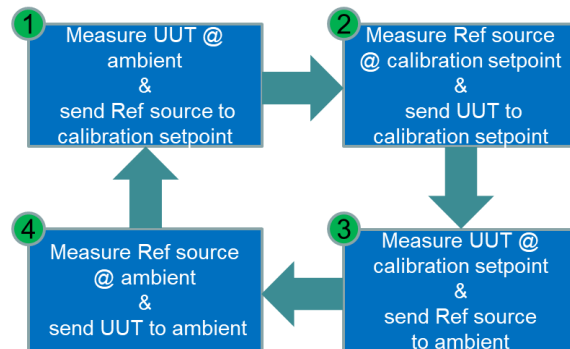 1
Measure UUT @
ambient
&
send Ref source to
calibration setpoint
2
Measure Ref source
@ calibration setpoint
&
send UUT to
calibration setpoint
3
Measure UUT @
calibration setpoint
&
send Ref source
to ambient
4
Measure Ref source
@ ambient
&
send UUT to ambient